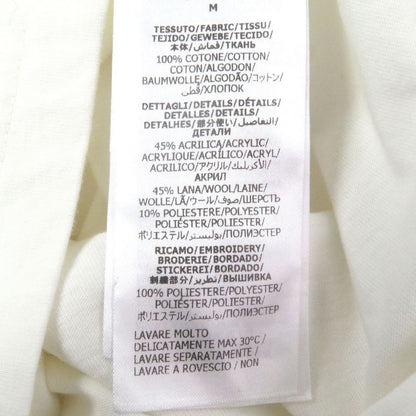 M
TESSUTO/FABRIC/TISSU/
TEJIDO/GEWEBE/TECIDO/
本体/قماش/ТКАНЬ
100% COTONE/COTTON/
COTON/ALGODON/
BAUMWOLLE/ALGODÃO/コットン/
قطن/ХЛОПОК
DETTAGLI/DETAILS/DÉTAILS/
DETALLES/DETAILS/
DETALHES/部分使い/التفاصيل/
ДЕТАЛИ
45% ACRILICA/ACRYLIC/
ACRYLIQUE/ACRÍLICO/ACRYL/
ACRÍLICO/アクリル/أكريليك/
АКРИЛ
45% LANA/WOOL/LAINE/
WOLLE/LÃ/ウール/صوف/ШЕРСТЬ
10% POLIESTERE/POLYESTER/
POLIÉSTER/POLIÉSTER/
ポリエステル/بوليستر/ПОЛИЭСТЕР
RICAMO/EMBROIDERY/
BRODERIE/BORDADO/
STICKEREI/BORDADO/
刺繍部分/تطريز/ВЫШИВКА
100% POLIESTERE/POLYESTER/
POLIÉSTER/POLIÉSTER/
ポリエステル/بوليستر/ПОЛИЭСТЕР
LAVARE MOLTO
DELICATAMENTE MAX 30°C/
LAVARE SEPARATAMENTE/
LAVARE A ROVESCIO/ NON